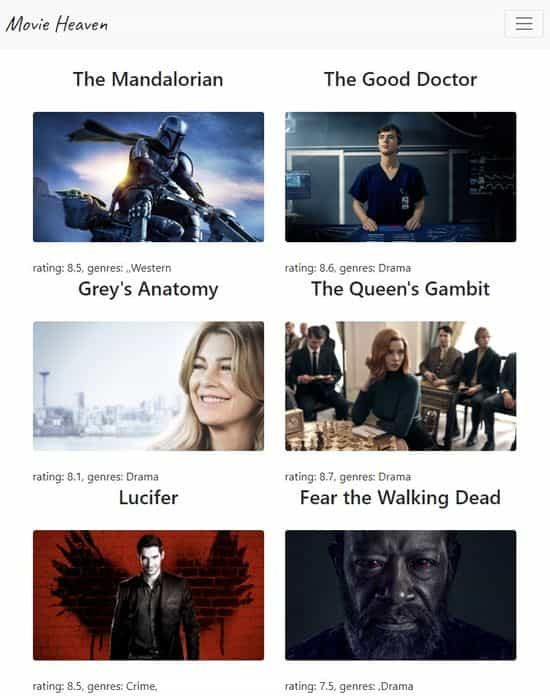 Movie Heaven
The Mandalorian
The Good Doctor
rating: 8.5, genres: ,,Western
rating: 8.6, genres: Drama
Grey's Anatomy
The Queen's Gambit
rating: 8.1, genres: Drama
rating: 8.7, genres: Drama
Lucifer
Fear the Walking Dead
rating: 8.5, genres: Crime,
rating: 7.5, genres: ,Drama